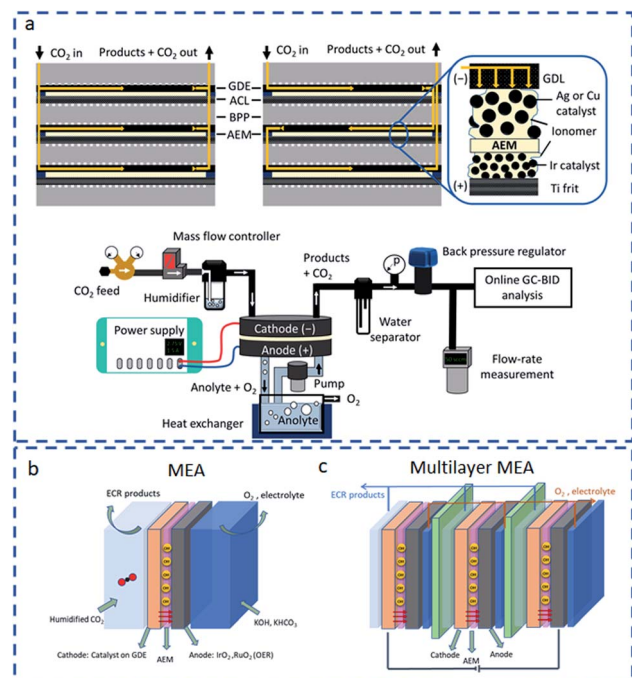 a
CO2 in Products + CO2 out
CO2 in Products + CO2 out
GDE
ACL
BPP
AEM
(−)
GDL
Ag or Cu
catalyst
Ionomer
AEM
Ir catalyst
(+)
Ti frit
Mass flow controller
CO2 feed
Humidifier
Products
+ CO2
P
Back pressure regulator
Online GC-BID
analysis
Power supply
Cathode (−)
Anode (+)
Water
separator
Flow-rate
measurement
Anolyte + O2
Pump
O2
Heat exchanger
Anolyte
b
MEA
ECR products
O2 , electrolyte
Humidified CO2
KOH, KHCO3
Cathode: Catalyst on GDE
AEM
Anode: IrO2,RuO2(OER)
c
Multilayer MEA
ECR products
O2 , electrolyte
Cathode
AEM
Anode